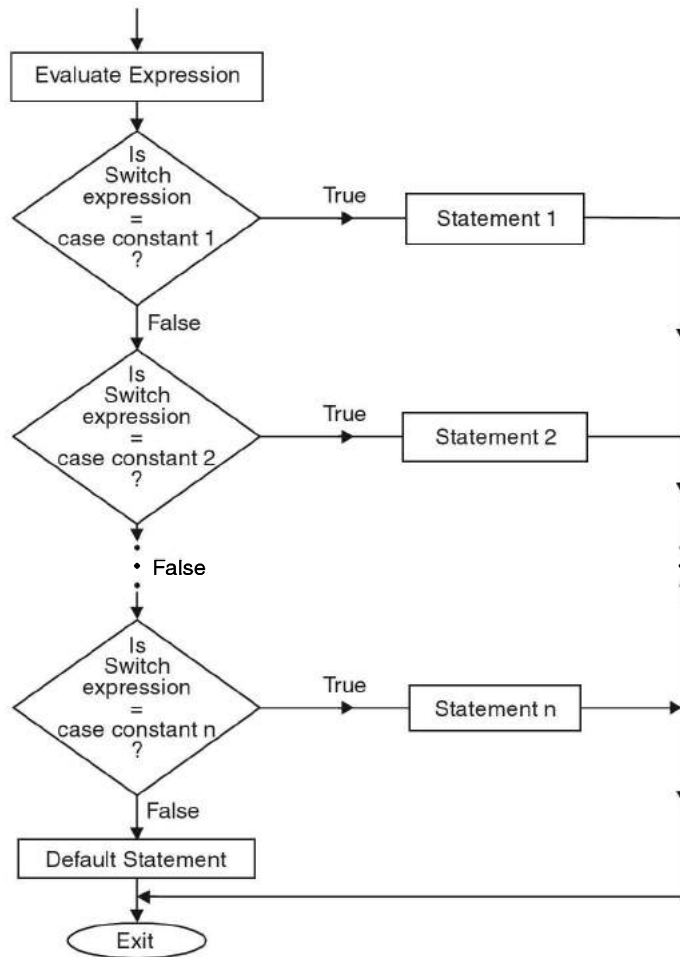 Evaluate Expression
Is
Switch
expression
=
case constant 1
?
True
Statement 1
False
Is
Switch
expression
=
case constant 2
?
True
Statement 2
False
Is
Switch
expression
=
case constant n
?
True
Statement n
False
Default Statement
Exit